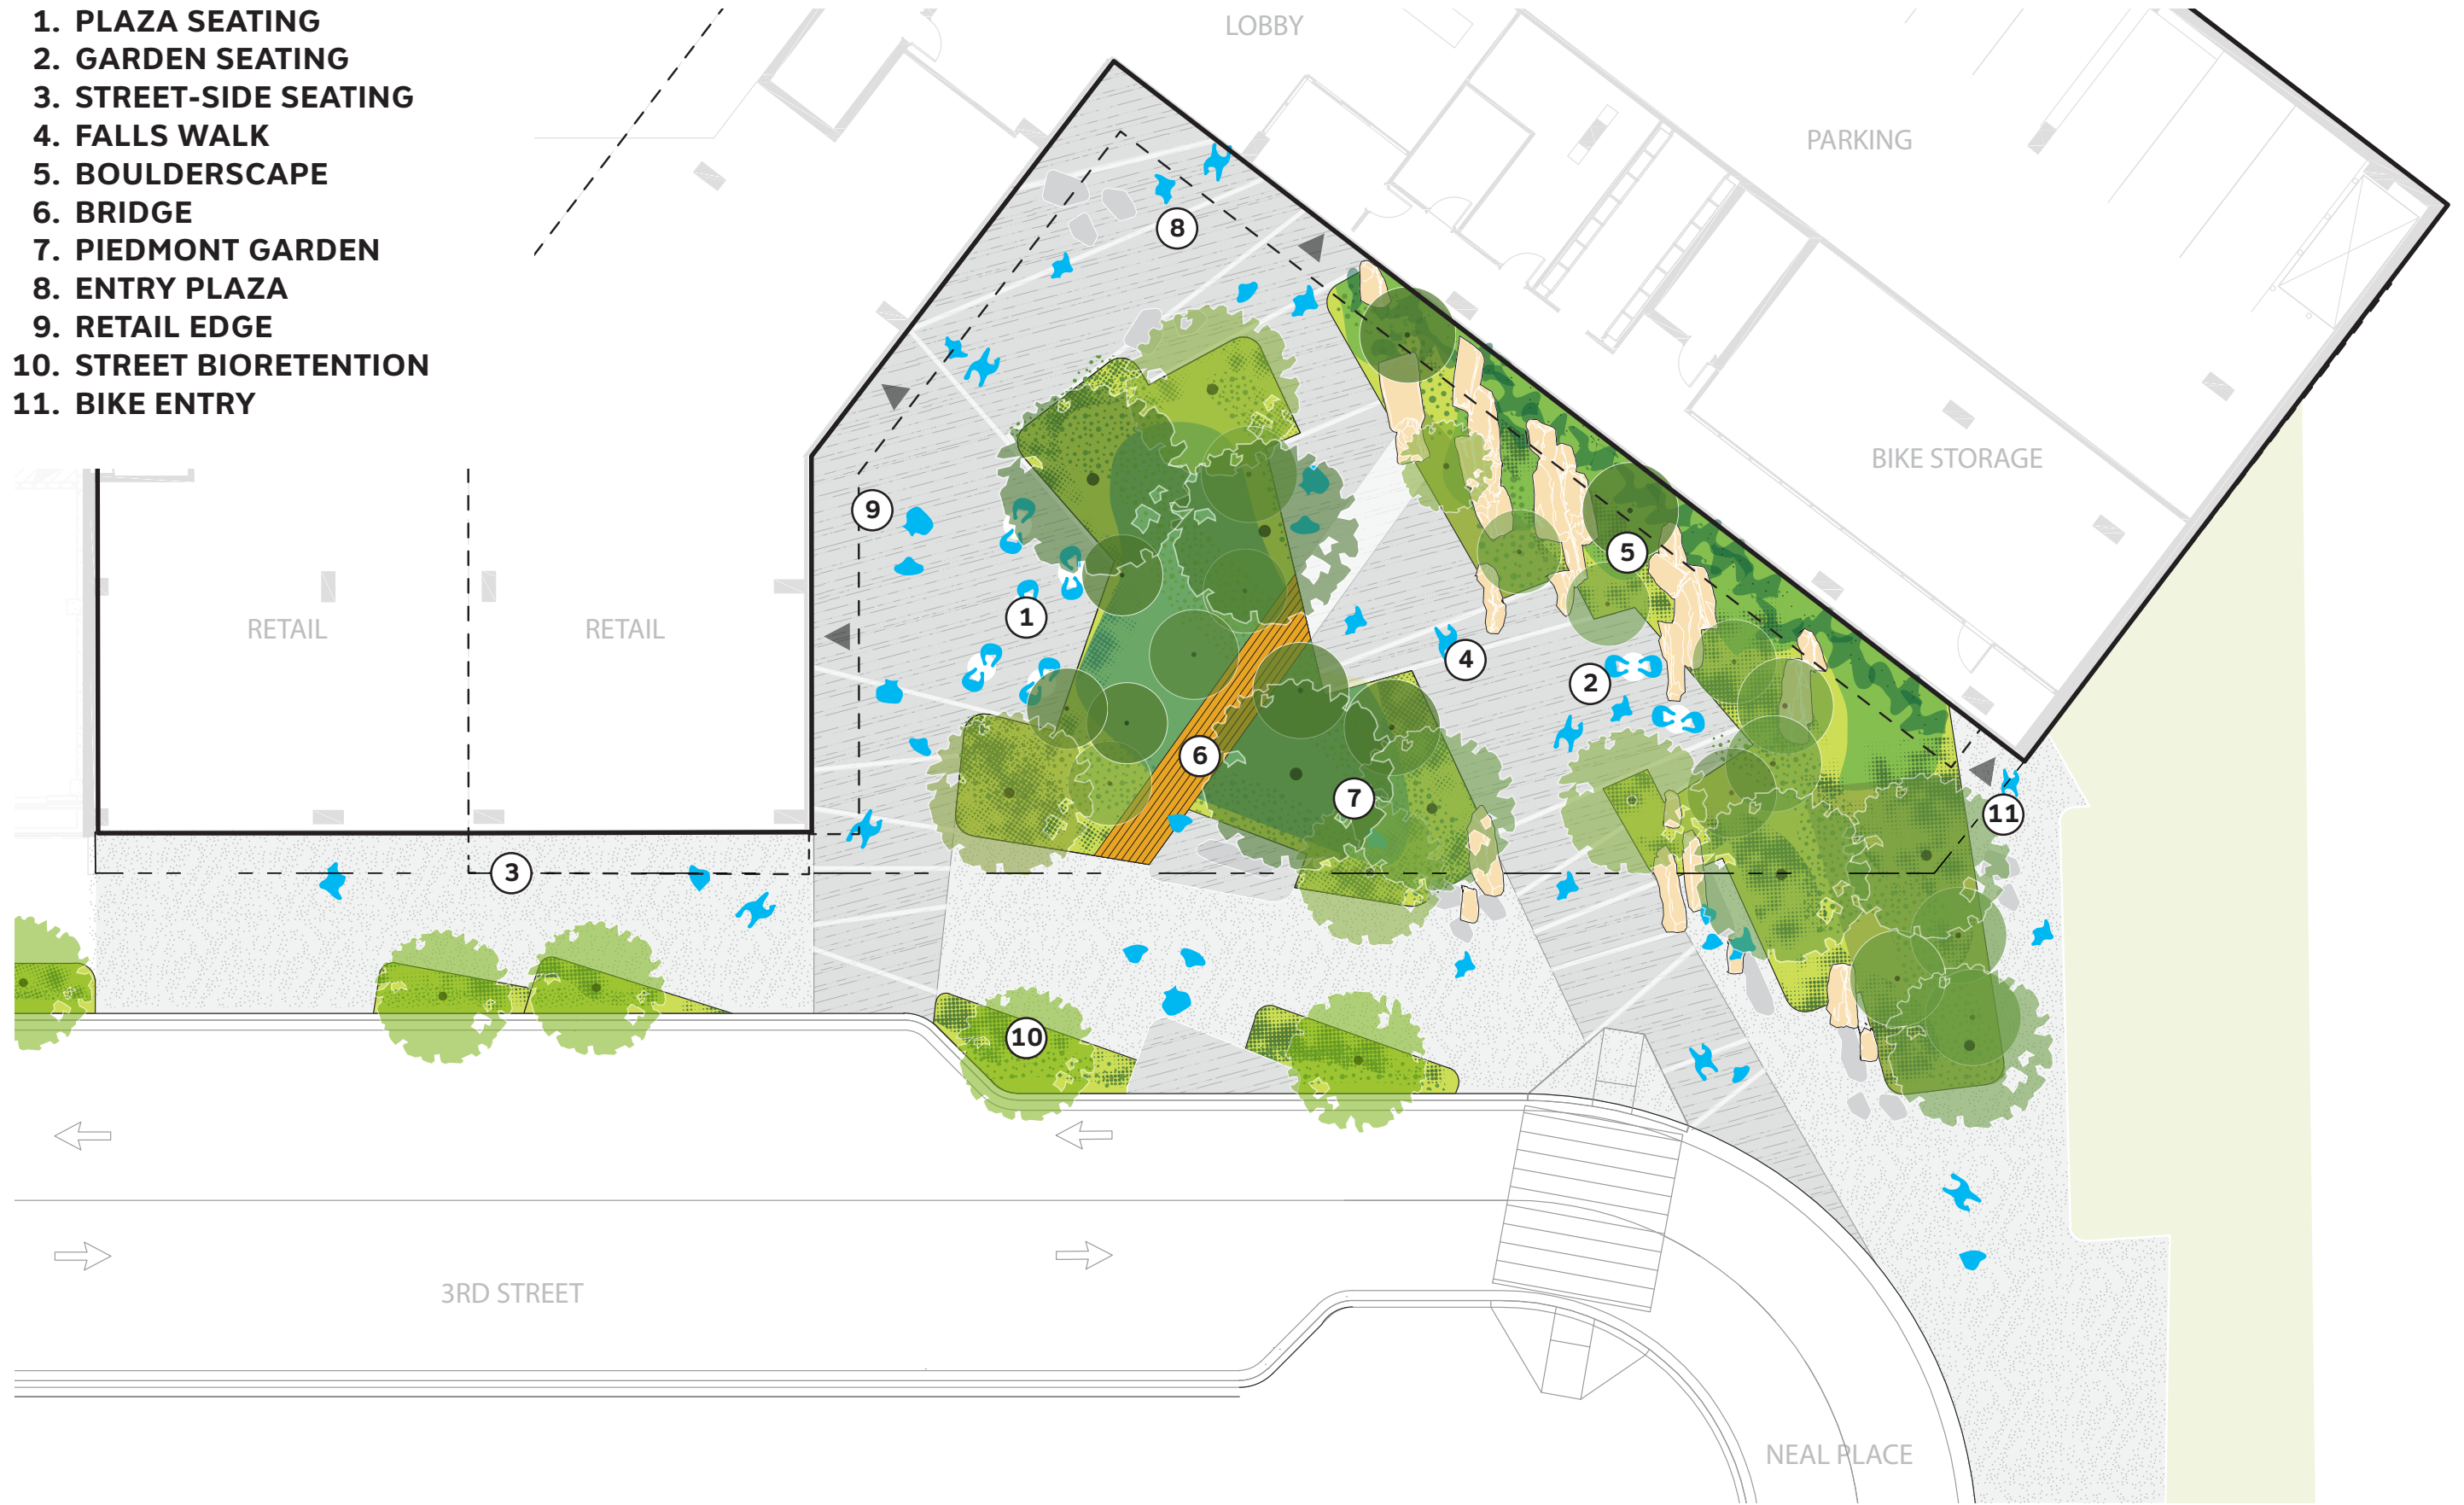 1. PLAZA SEATING
2. GARDEN SEATING
3. STREET-SIDE SEATING
4. FALLS WALK
5. BOULDERSCAPE
6. BRIDGE
7. PIEDMONT GARDEN
8. ENTRY PLAZA
9. RETAIL EDGE
10. STREET BIORETENTION
11. BIKE ENTRY
LOBBY
PARKING
8
BIKE STORAGE
9
5
RETAIL
RETAIL
1
4
2
6
7
11
3
10
3RD STREET
NEAL PLACE